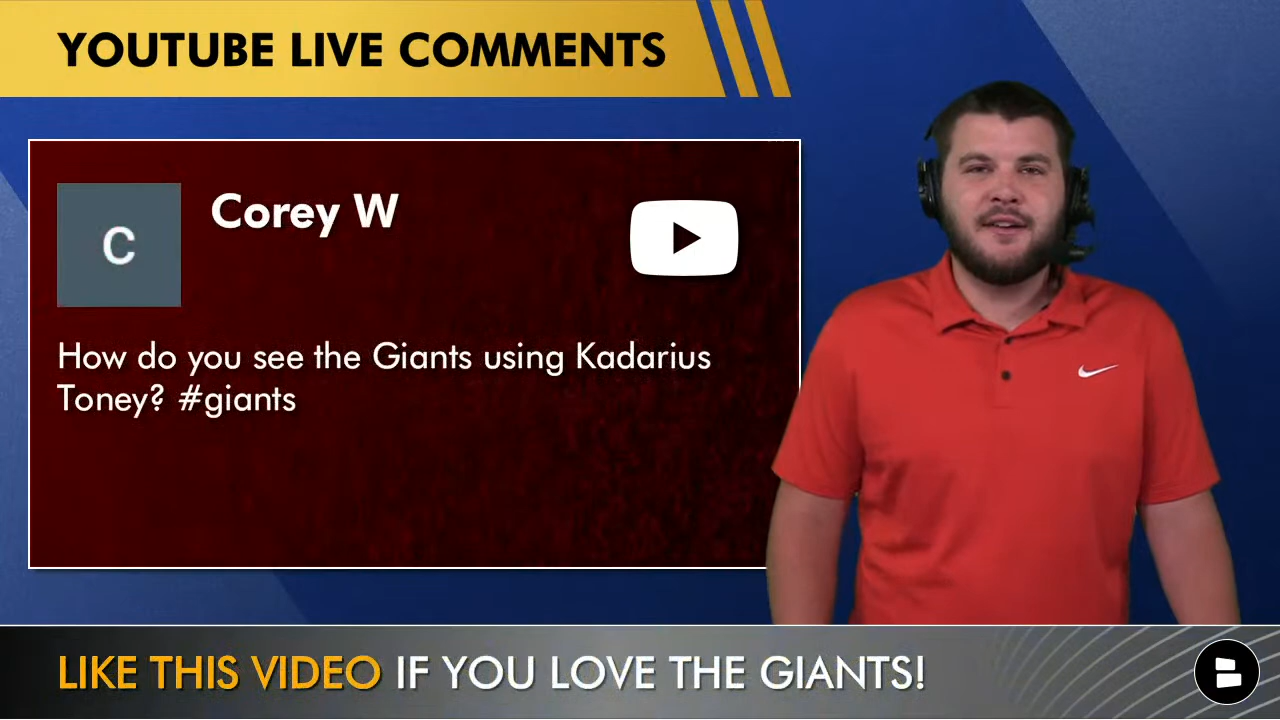 YOUTUBE LIVE COMMENTS
C
Corey W
How do you see the Giants using Kadarius
Toney? #giants
LIKE THIS VIDEO IF YOU LOVE THE GIANTS!